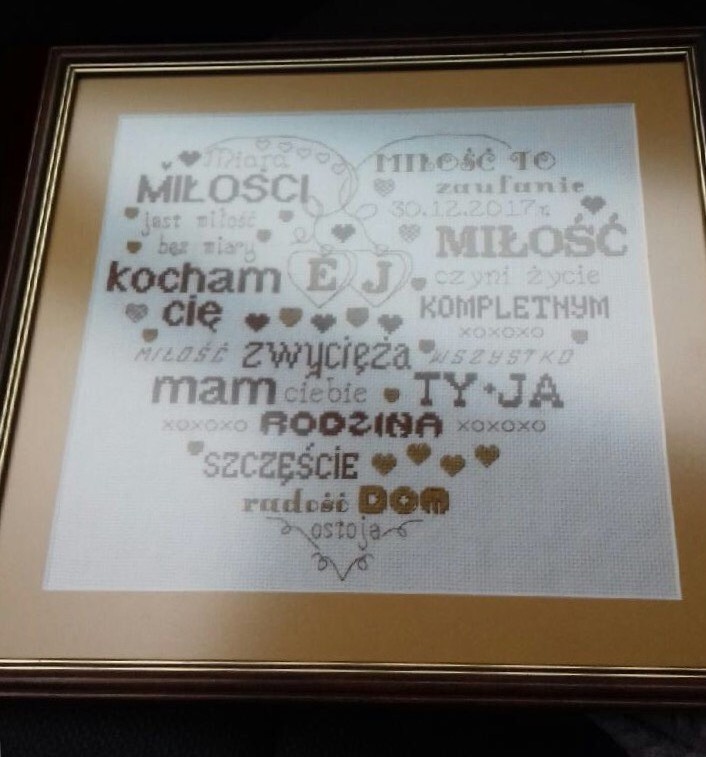 Miara
MIŁOŚCI
jest miłość
bez miary
MIŁOŚĆ TO
zaufanie
30.12.2017r.
MIŁOŚĆ
czyni życie
KOMPLETNYM
xoxoxo
kocham
cię
E J
MIŁOŚĆ zwycięża WSZYSTKO
mam ciebie TY+JA
xoxoxo RODZINA xoxoxo
SZCZĘŚCIE
radość DOM
ostoja